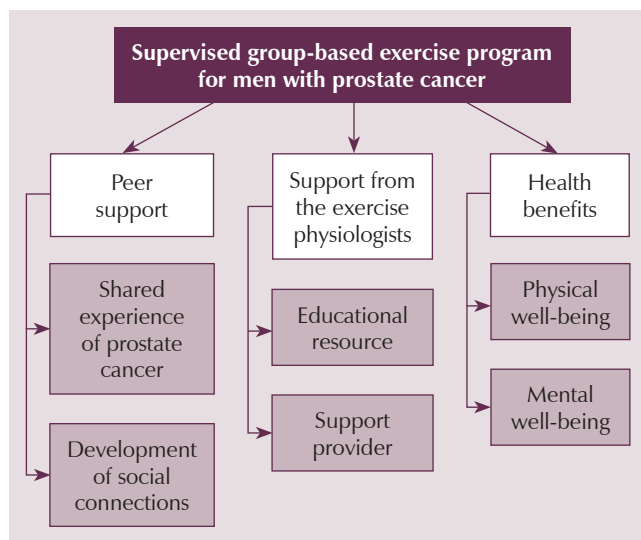 Supervised group-based exercise program
for men with prostate cancer
Peer
support
Shared
experience
of prostate
cancer
Development
of social
connections
Support from
the exercise
physiologists
Educational
resource
Support
provider
Health
benefits
Physical
well-being
Mental
well-being